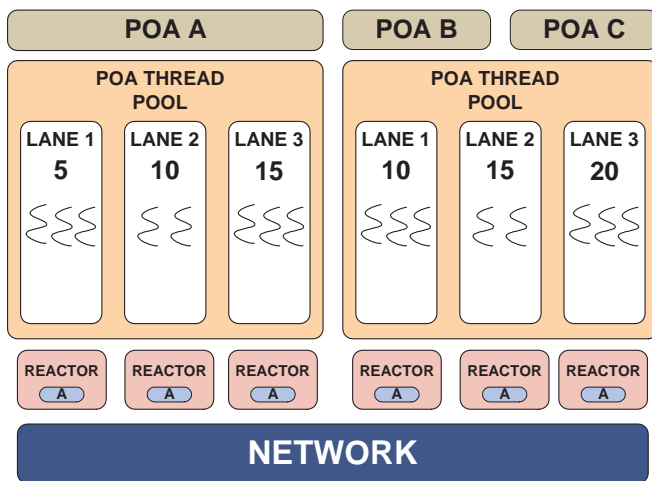 POA A
POA B
POA C
POA THREAD
POOL
LANE 1
5
LANE 2
10
LANE 3
15
POA THREAD
POOL
LANE 1
10
LANE 2
15
LANE 3
20
REACTOR
A
REACTOR
A
REACTOR
A
REACTOR
A
REACTOR
A
REACTOR
A
NETWORK